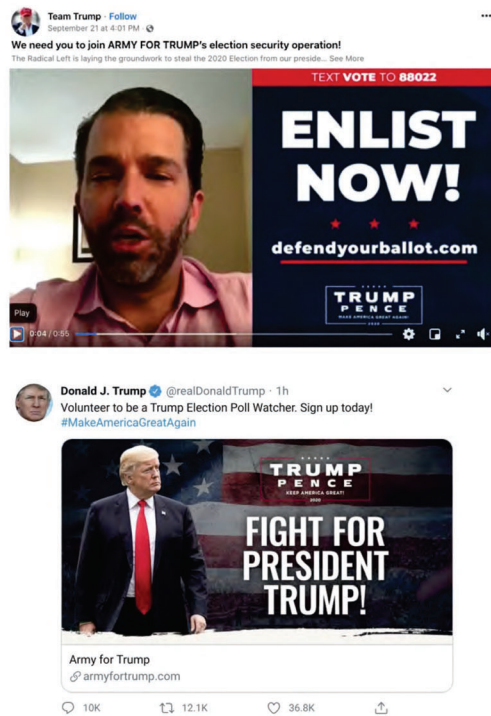 Team Trump · Follow
September 21 at 4:01 PM ·
We need you to join ARMY FOR TRUMP's election security operation!
The Radical Left is laying the groundwork to steal the 2020 Election from our preside... See More
TEXT VOTE TO 88022
ENLIST
NOW!
defendyourballot.com
TRUMP
PENCE
MAKE AMERICA GREAT AGAIN!
2020
Play
0:04 / 0:55
Donald J. Trump @realDonaldTrump · 1h
Volunteer to be a Trump Election Poll Watcher. Sign up today!
#MakeAmericaGreatAgain
TRUMP
PENCE
KEEP AMERICA GREAT!
2020
FIGHT FOR
PRESIDENT
TRUMP!
Army for Trump
armyfortrump.com
10K 12.1K 36.8K